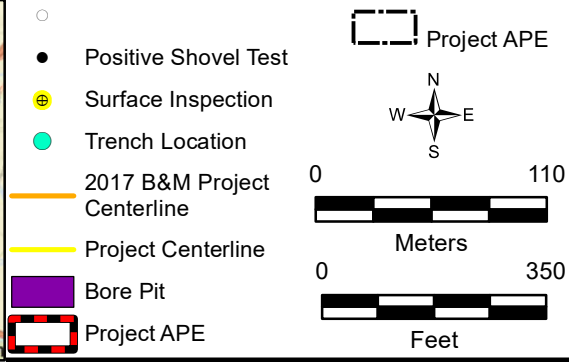 Positive Shovel Test
Surface Inspection
Trench Location
2017 B&M Project
Centerline
Project Centerline
Bore Pit
Project APE
Project APE
N
W E
S
0 110
Meters
0 350
Feet